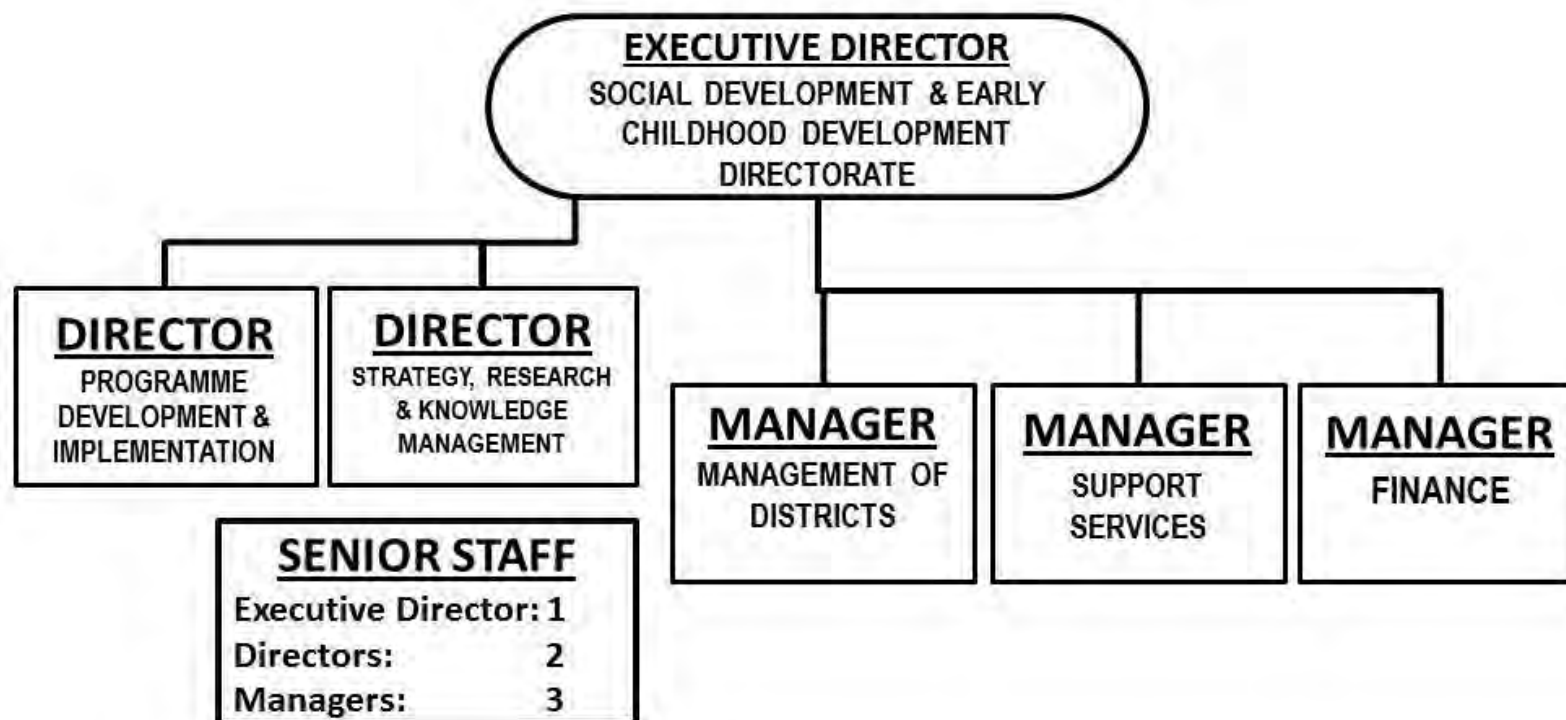 EXECUTIVE DIRECTOR
SOCIAL DEVELOPMENT & EARLY
CHILDHOOD DEVELOPMENT
DIRECTORATE
DIRECTOR
PROGRAMME
DEVELOPMENT &
IMPLEMENTATION
DIRECTOR
STRATEGY, RESEARCH
& KNOWLEDGE
MANAGEMENT
MANAGER
MANAGEMENT OF
DISTRICTS
MANAGER
SUPPORT
SERVICES
MANAGER
FINANCE
SENIOR STAFF
Executive Director: 1
Directors: 2
Managers: 3